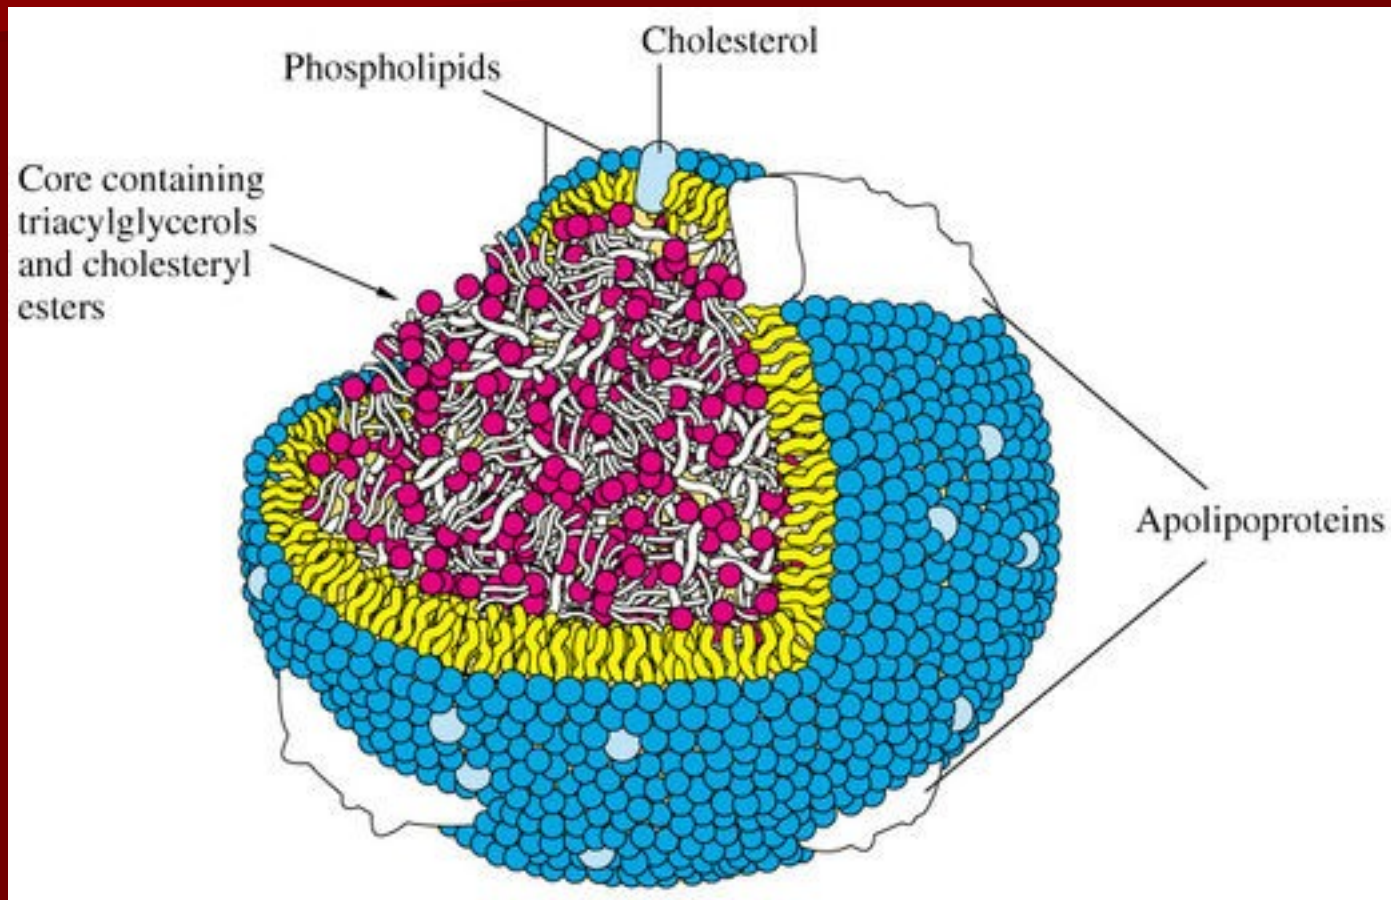 Cholesterol
Phospholipids
Core containing
triacylglycerols
and cholesteryl
esters
Apolipoproteins